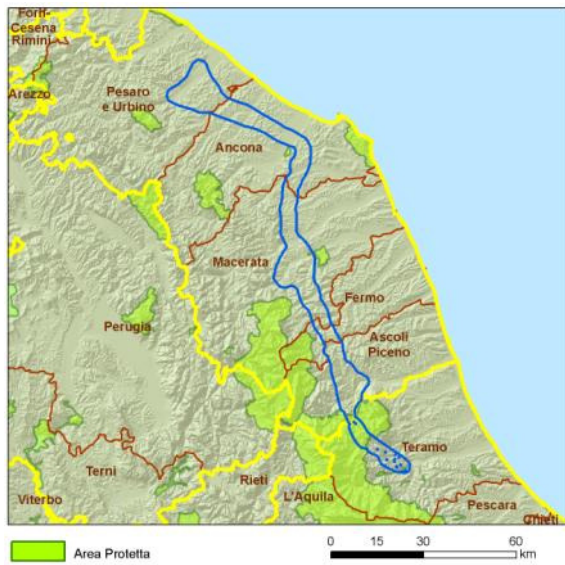 Forlì-
Cesena
Rimini
Arezzo
Pesaro
e Urbino
Ancona
Macerata
Fermo
Perugia
Ascoli
Piceno
Teramo
Terni
Rieti
Viterbo
L'Aquila
Pescara
Chieti
Area Protetta
0 15 30 60
km